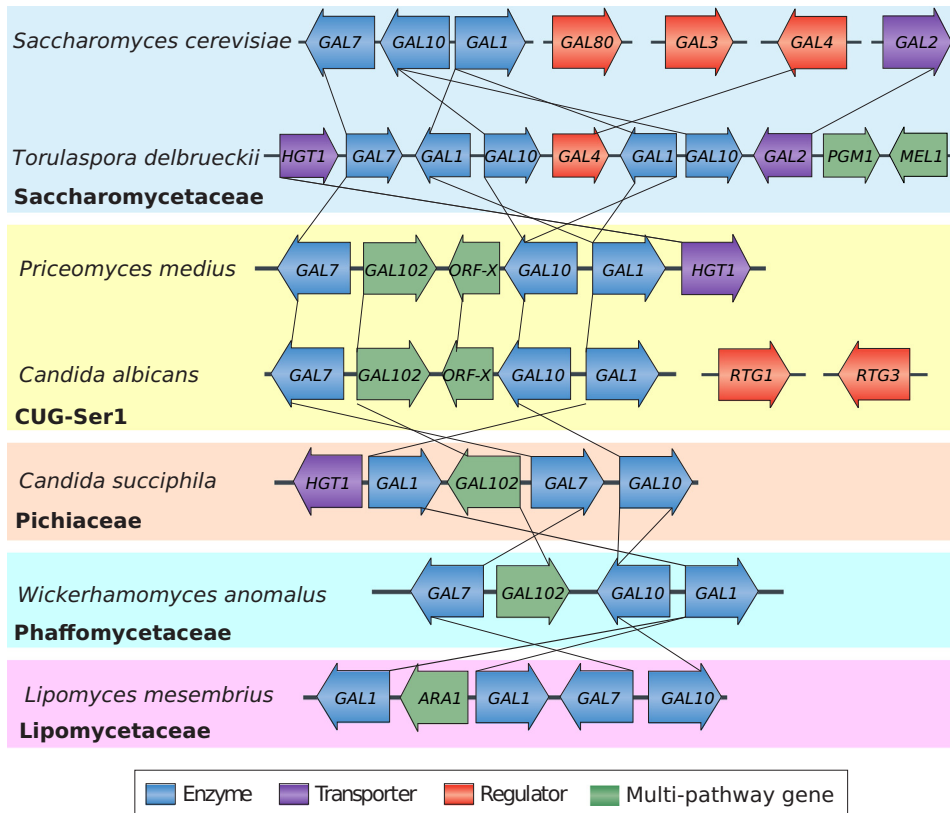 Saccharomyces cerevisiae GAL7 GAL10 GAL1 GAL80 GAL3 GAL4 GAL2
Torulaspora delbrueckii HGT1 GAL7 GAL1 GAL10 GAL4 GAL1 GAL10 GAL2 PGM1 MEL1
Saccharomycetaceae
Priceomyces medius GAL7 GAL102 ORF-X GAL10 GAL1 HGT1
Candida albicans GAL7 GAL102 ORF-X GAL10 GAL1 RTG1 RTG3
CUG-Ser1
Candida succiphila HGT1 GAL1 GAL102 GAL7 GAL10
Pichiaceae
Wickerhamomyces anomalus GAL7 GAL102 GAL10 GAL1
Phaffomycetaceae
Lipomyces mesembrius GAL1 ARA1 GAL1 GAL7 GAL10
Lipomycetaceae
Enzyme Transporter Regulator Multi-pathway gene